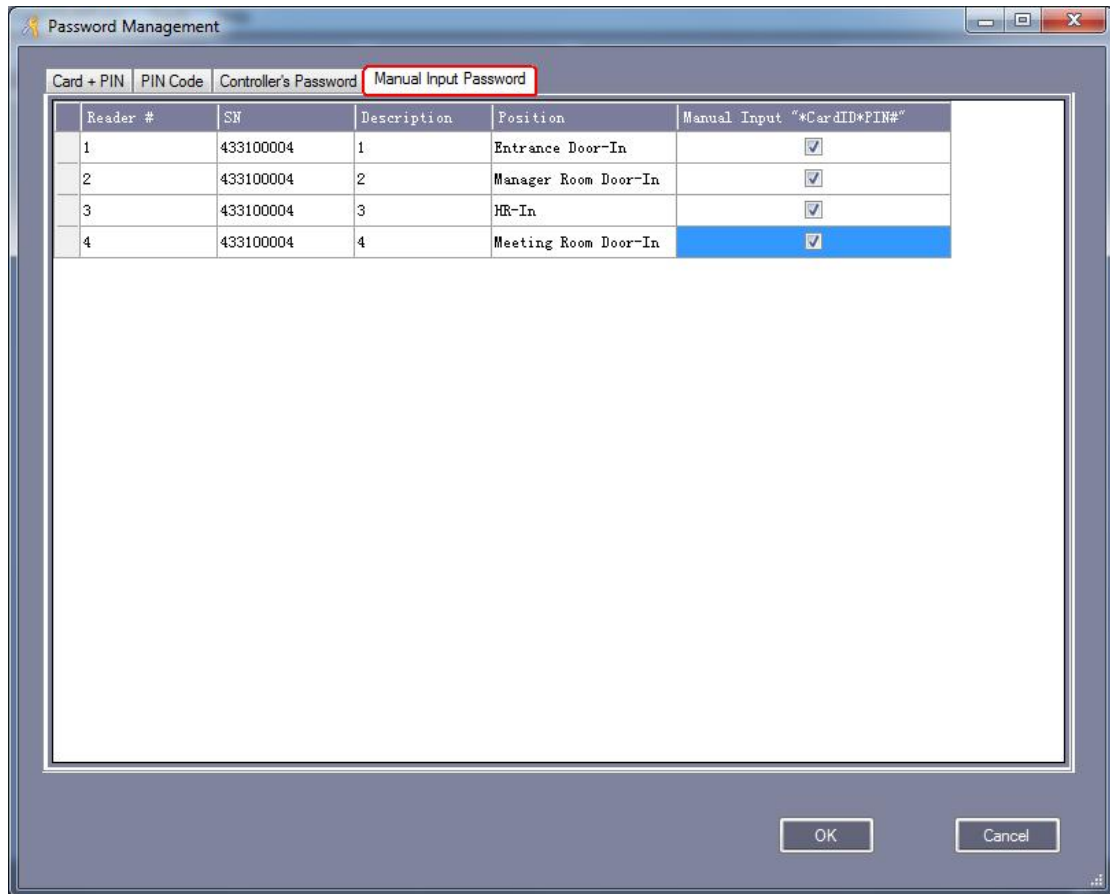 Password Management
Card + PIN PIN Code Controller's Password Manual Input Password
Reader # SN Description Position Manual Input "*CardID*PIN#"
1 433100004 1 Entrance Door-In
2 433100004 2 Manager Room Door-In
3 433100004 3 HR-In
4 433100004 4 Meeting Room Door-In
OK Cancel